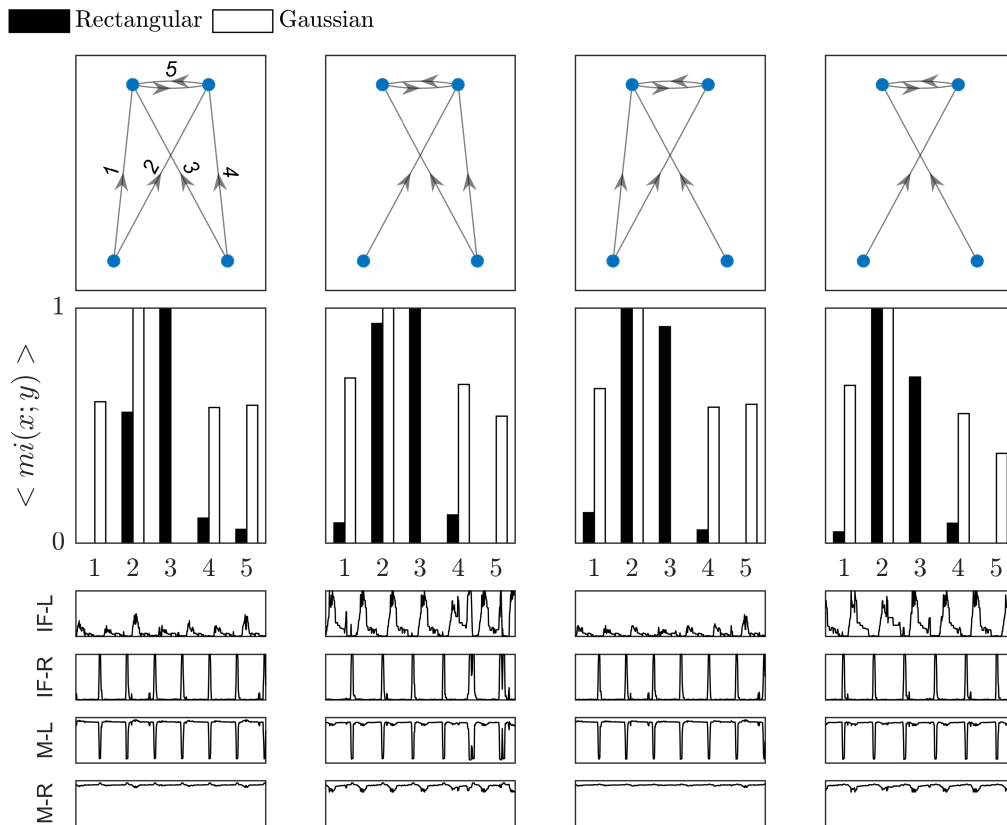 Rectangular Gaussian
5
1 2 3 4
< mi(x; y) >
1
0
1 2 3 4 5 1 2 3 4 5 1 2 3 4 5 1 2 3 4 5
IF-L
IF-R
M-L
M-R